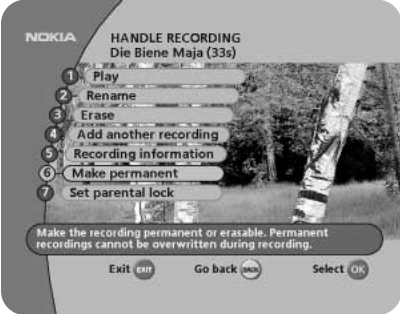 NOKIA
HANDLE RECORDING
Die Biene Maja (33s)
1 Play
2 Rename
3 Erase
4 Add another recording
5 Recording information
6 Make permanent
7 Set parental lock
Make the recording permanent or erasable. Permanent
recordings cannot be overwritten during recording.
Exit EXIT Go back BACK Select OK